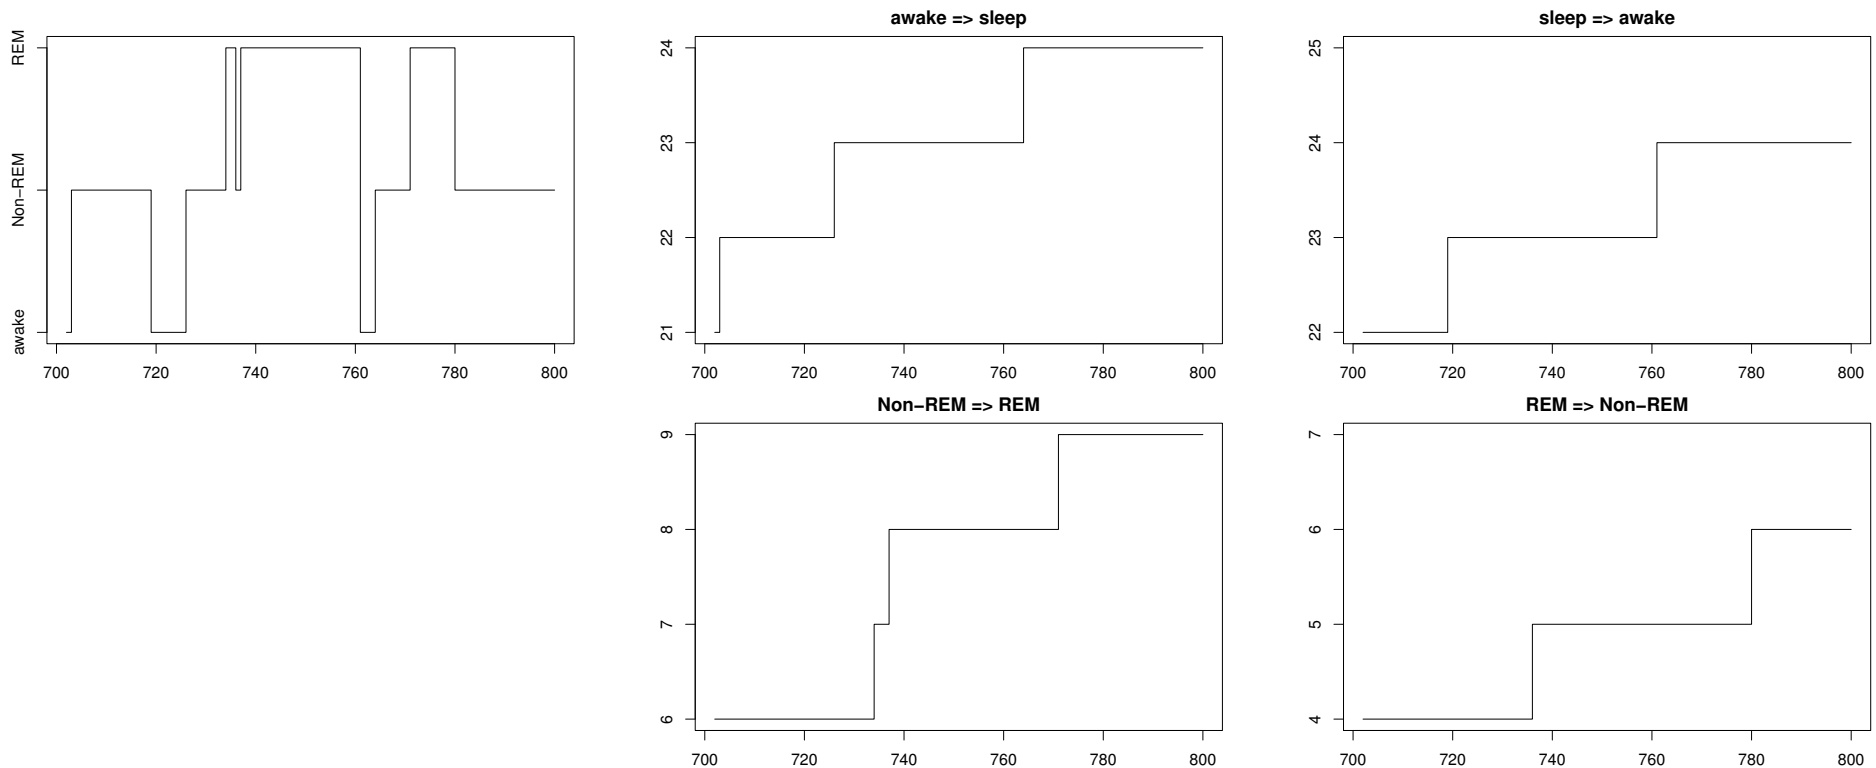 REM
Non−REM
awake
700 720 740 760 780 800
awake => sleep
24
23
22
21
700 720 740 760 780 800
sleep => awake
25
24
23
22
700 720 740 760 780 800
Non−REM => REM
9
8
7
6
700 720 740 760 780 800
REM => Non−REM
7
6
5
4
700 720 740 760 780 800